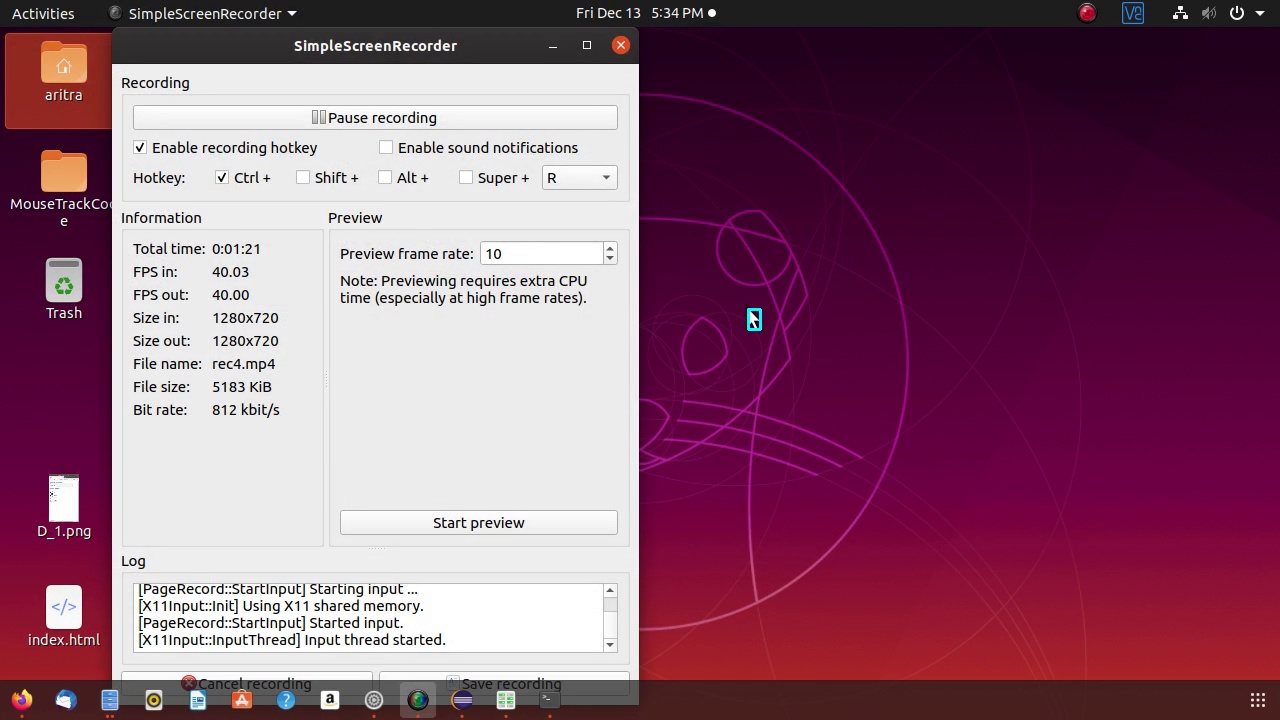 Activities
SimpleScreenRecorder
Fri Dec 13 5:34 PM
aritra
MouseTrackCod
e
Trash
D_1.png
index.html
SimpleScreenRecorder
Recording
Pause recording
Enable recording hotkey
Enable sound notifications
Hotkey: Ctrl + Shift + Alt + Super + R
Information
Total time: 0:01:21
FPS in: 40.03
FPS out: 40.00
Size in: 1280x720
Size out: 1280x720
File name: rec4.mp4
File size: 5183 KiB
Bit rate: 812 kbit/s
Preview
Preview frame rate: 10
Note: Previewing requires extra CPU
time (especially at high frame rates).
Start preview
Log
[PageRecord::StartInput] Starting input ...
[X11Input::Init] Using X11 shared memory.
[PageRecord::StartInput] Started input.
[X11Input::InputThread] Input thread started.
Cancel recording
Save recording